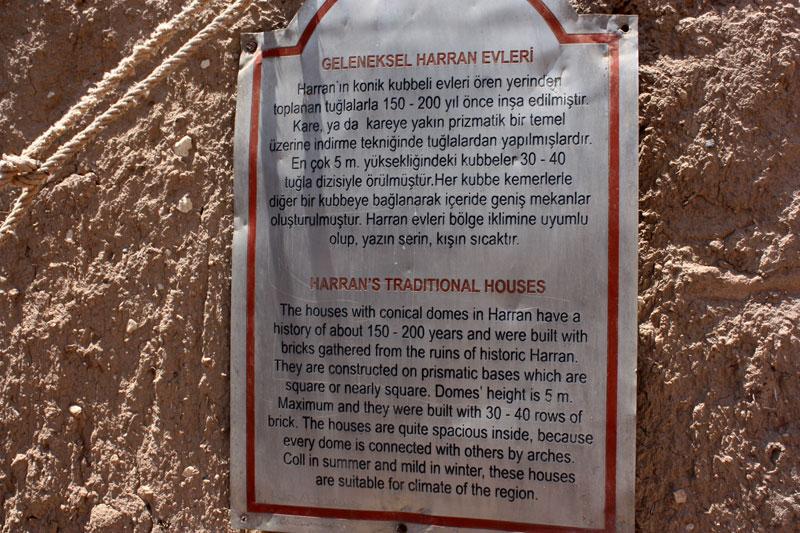 GELENEKSEL HARRAN EVLERİ
Harran'ın konik kubbeli evleri ören yerinden
toplanan tuğlalarla 150 - 200 yıl önce inşa edilmiştir.
Kare, ya da kareye yakın prizmatik bir temel
üzerine indirme tekniğinde tuğlalardan yapılmışlardır.
En çok 5 m. yüksekliğindeki kubbeler 30 - 40
tuğla dizisiyle örülmüştür.Her kubbe kemerlerle
diğer bir kubbeye bağlanarak içeride geniş mekanlar
oluşturulmuştur. Harran evleri bölge iklimine uyumlu
olup, yazın serin, kışın sıcaktır.
HARRAN'S TRADITIONAL HOUSES
The houses with conical domes in Harran have a
history of about 150 - 200 years and were built with
bricks gathered from the ruins of historic Harran.
They are constructed on prismatic bases which are
square or nearly square. Domes' height is 5 m.
Maximum and they were built with 30 - 40 rows of
brick. The houses are quite spacious inside, because
every dome is connected with others by arches.
Coll in summer and mild in winter, these houses
are suitable for climate of the region.